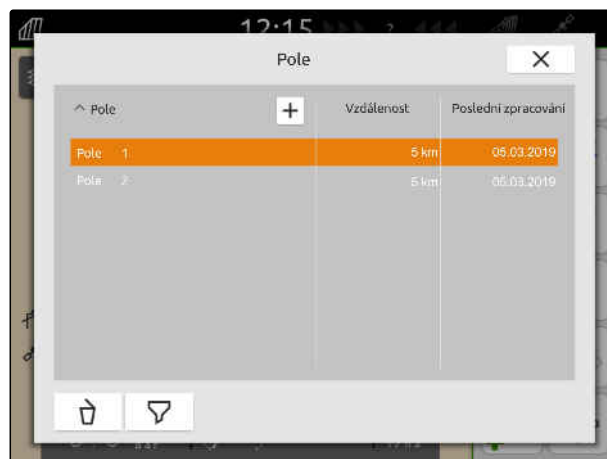 12:15
Pole
Pole + Vzdálenost Poslední zpracování
Pole 1 5 km 05.03.2019
Pole 2 5 km 05.03.2019